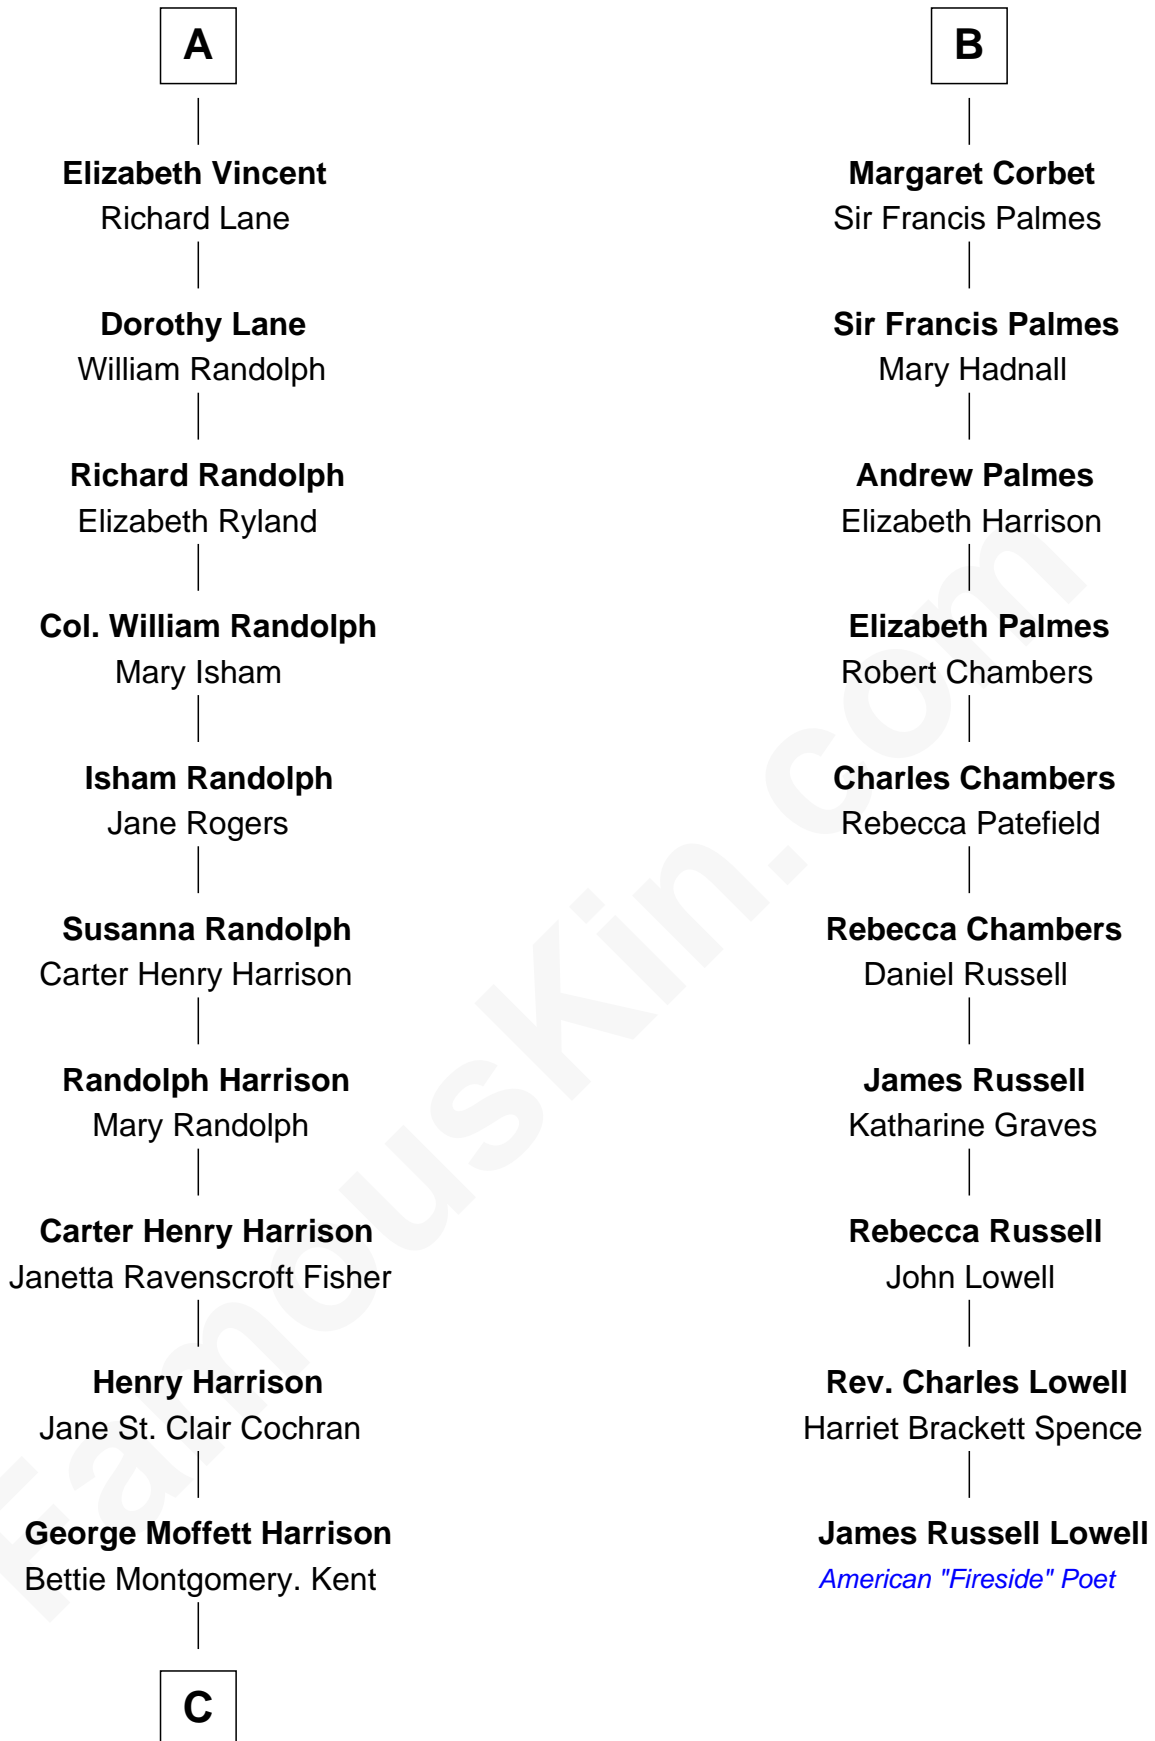 A
Elizabeth Vincent
Richard Lane
Dorothy Lane
William Randolph
Richard Randolph
Elizabeth Ryland
Col. William Randolph
Mary Isham
Isham Randolph
Jane Rogers
Susanna Randolph
Carter Henry Harrison
Randolph Harrison
Mary Randolph
Carter Henry Harrison
Janetta Ravenscroft Fisher
Henry Harrison
Jane St. Clair Cochran
George Moffett Harrison
Bettie Montgomery. Kent
C
B
Margaret Corbet
Sir Francis Palmes
Sir Francis Palmes
Mary Hadnall
Andrew Palmes
Elizabeth Harrison
Elizabeth Palmes
Robert Chambers
Charles Chambers
Rebecca Patefield
Rebecca Chambers
Daniel Russell
James Russell
Katharine Graves
Rebecca Russell
John Lowell
Rev. Charles Lowell
Harriet Brackett Spence
James Russell Lowell
American "Fireside" Poet
FamousKin.com